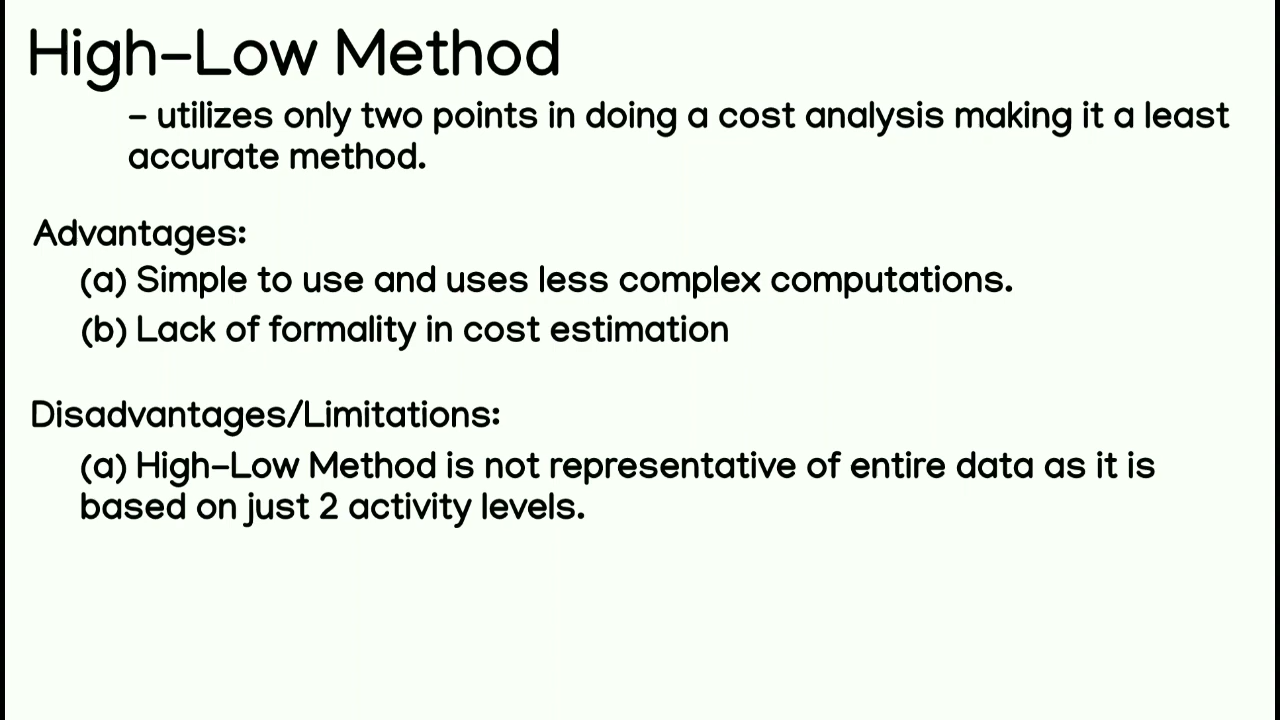 High-Low Method
- utilizes only two points in doing a cost analysis making it a least
accurate method.
Advantages:
(a) Simple to use and uses less complex computations.
(b) Lack of formality in cost estimation
Disadvantages/Limitations:
(a) High-Low Method is not representative of entire data as it is
based on just 2 activity levels.